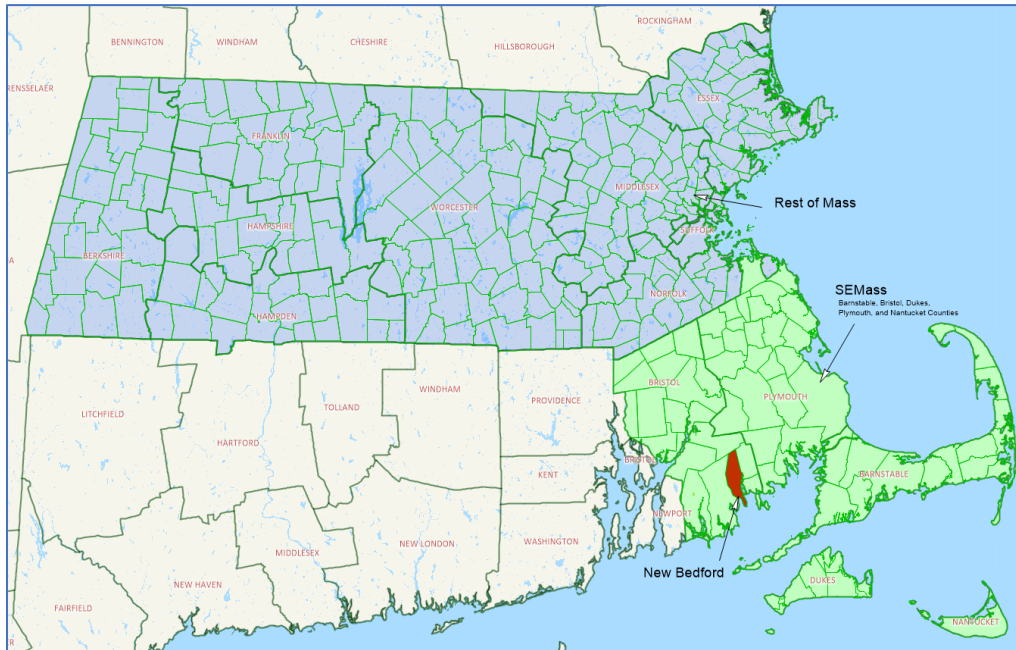 ROCKINGHAM
BENNINGTON
WINDHAM
CHESHIRE
HILLSBOROUGH
RENSSELAER
ESSEX
FRANKLIN
MIDDLESEX
Rest of Mass
WORCESTER
HAMPSHIRE
SUFFOLK
BERKSHIRE
NORFOLK
SEMass
Barnstable, Bristol, Dukes,
Plymouth, and Nantucket Counties
HAMPDEN
BRISTOL
WINDHAM
PLYMOUTH
PROVIDENCE
TOLLAND
LITCHFIELD
HARTFORD
BRISTOL
KENT
BARNSTABLE
NEWPORT
WASHINGTON
NEW LONDON
MIDDLESEX
New Bedford
DUKES
NEW HAVEN
FAIRFIELD
NANTUCKET